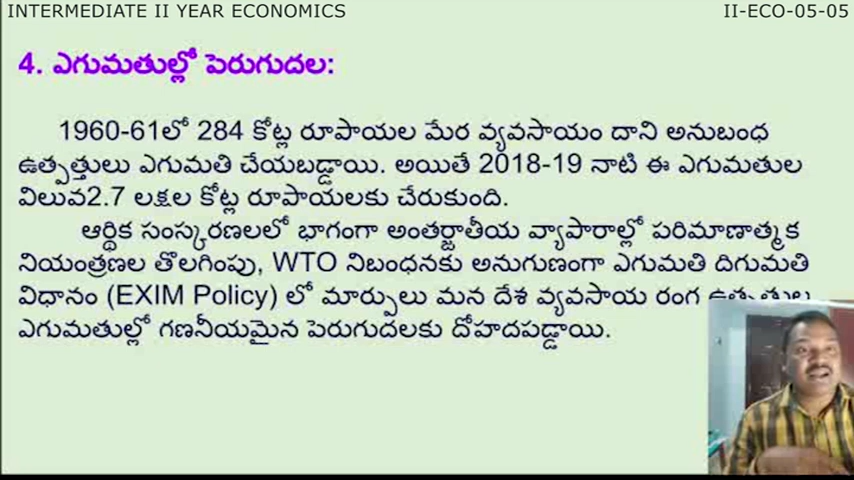 INTERMEDIATE II YEAR ECONOMICS
II-ECO-05-05
4. ఎగుమతుల్లో పెరుగుదల:
1960-61లో 284 కోట్ల రూపాయల మేర వ్యవసాయం దాని అనుబంధ
ఉత్పత్తులు ఎగుమతి చేయబడ్డాయి. అయితే 2018-19 నాటి ఈ ఎగుమతుల
విలువ2.7 లక్షల కోట్ల రూపాయలకు చేరుకుంది.
ఆర్థిక సంస్కరణలలో భాగంగా అంతర్జాతీయ వ్యాపారాల్లో పరిమాణాత్మక
నియంత్రణల తొలగింపు, WTO నిబంధనకు అనుగుణంగా ఎగుమతి దిగుమతి
విధానం (EXIM Policy) లో మార్పులు మన దేశ వ్యవసాయ రంగ
ఎగుమతుల్లో గణనీయమైన పెరుగుదలకు దోహదపడ్డాయి.